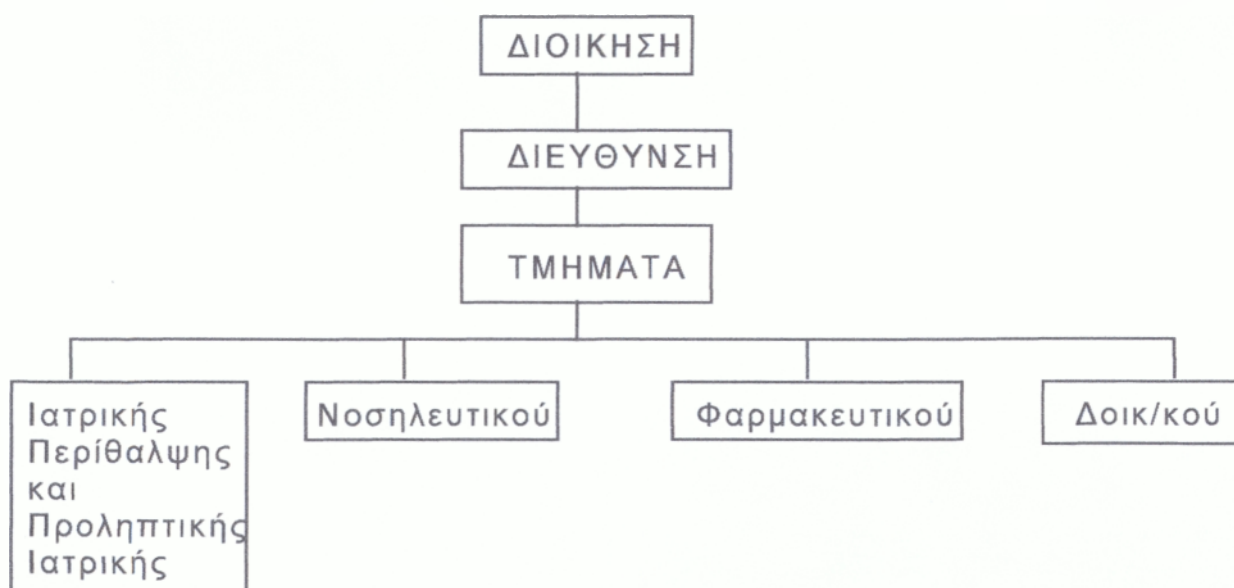 ΔΙΟΙΚΗΣΗ
ΔΙΕΥΘΥΝΣΗ
ΤΜΗΜΑΤΑ
Ιατρικής
Περίθαλψης
και
Προληπτικής
Ιατρικής
Νοσηλευτικού
Φαρμακευτικού
Δοικ/κού